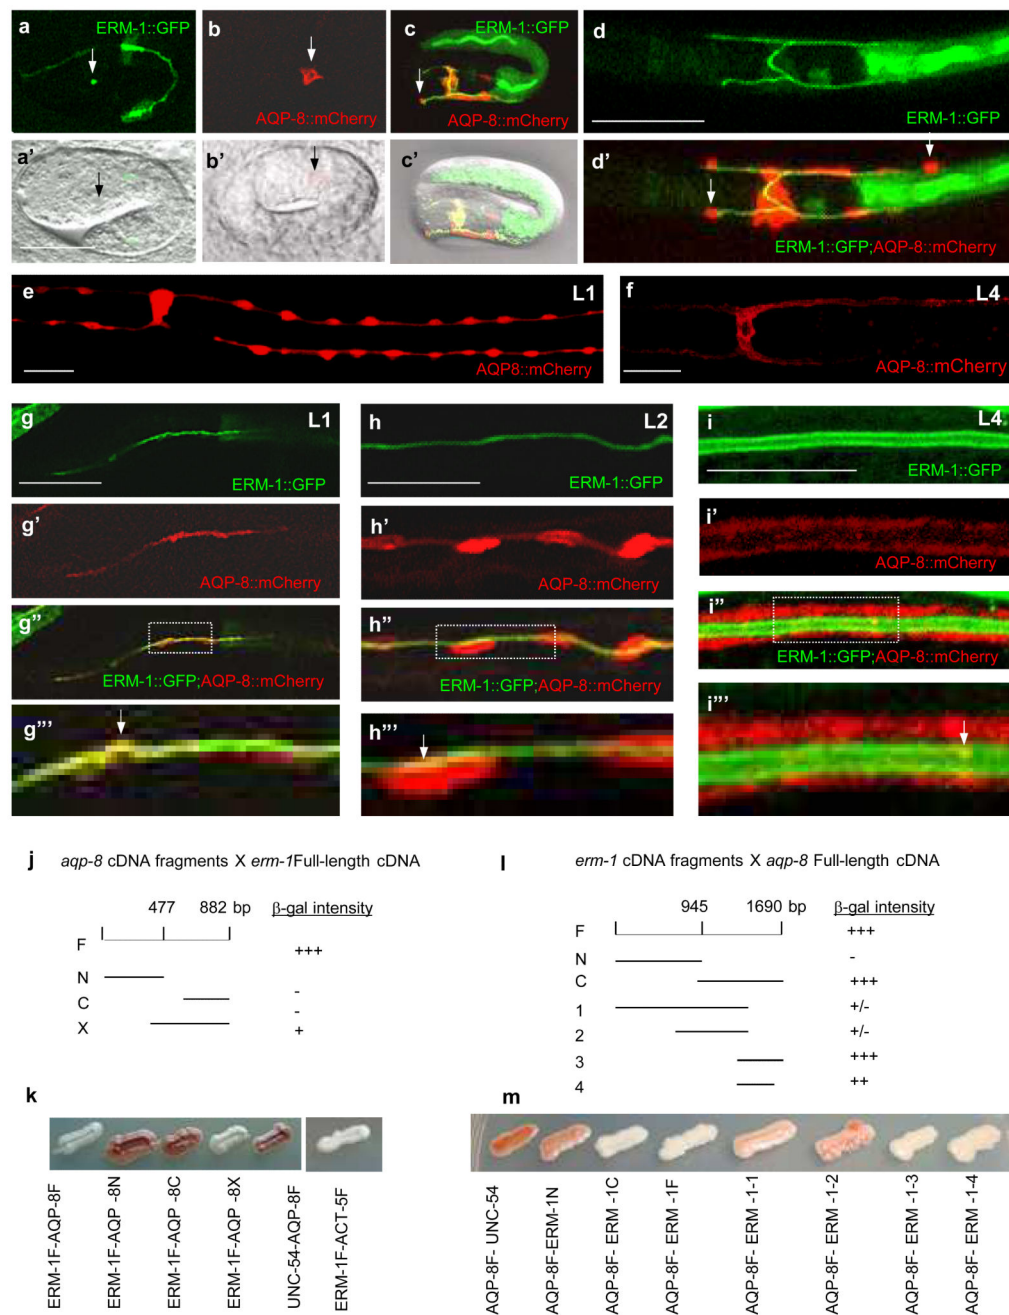 a ERM-1::GFP
b
AQP-8::mCherry
c ERM-1::GFP
AQP-8::mCherry
d
ERM-1::GFP
a'
b'
c'
d'
ERM-1::GFP;AQP-8::mCherry
e L1
AQP8::mCherry
f L4
AQP-8::mCherry
g L1
ERM-1::GFP
h L2
ERM-1::GFP
i L4
ERM-1::GFP
g'
AQP-8::mCherry
h'
AQP-8::mCherry
i'
AQP-8::mCherry
g''
ERM-1::GFP;AQP-8::mCherry
h''
ERM-1::GFP;AQP-8::mCherry
i''
ERM-1::GFP;AQP-8::mCherry
g'''
h'''
i'''
j aqp-8 cDNA fragments X erm-1Full-length cDNA
477 882 bp β-gal intensity
F +++
N -
C -
X +
l erm-1 cDNA fragments X aqp-8 Full-length cDNA
945 1690 bp β-gal intensity
F +++
N -
C +++
1 +/-
2 +/-
3 +++
4 ++
k
ERM-1F-AQP-8F
ERM-1F-AQP -8N
ERM-1F-AQP -8C
ERM-1F-AQP -8X
UNC-54-AQP-8F
ERM-1F-ACT-5F
m
AQP-8F- UNC-54
AQP-8F-ERM-1N
AQP-8F- ERM -1C
AQP-8F- ERM -1F
AQP-8F- ERM -1-1
AQP-8F- ERM -1-2
AQP-8F- ERM -1-3
AQP-8F- ERM -1-4